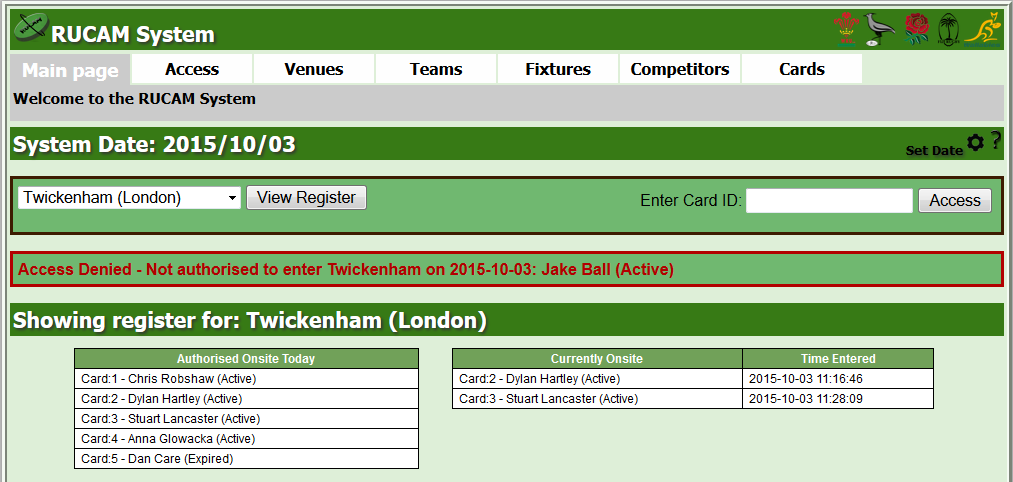 RUCAM System
Main page Access Venues Teams Fixtures Competitors Cards
Welcome to the RUCAM System
System Date: 2015/10/03 Set Date ?
Twickenham (London) View Register Enter Card ID: Access
Access Denied - Not authorised to enter Twickenham on 2015-10-03: Jake Ball (Active)
Showing register for: Twickenham (London)
Authorised Onsite Today Currently Onsite Time Entered
Card:1 - Chris Robshaw (Active) Card:2 - Dylan Hartley (Active) 2015-10-03 11:16:46
Card:2 - Dylan Hartley (Active) Card:3 - Stuart Lancaster (Active) 2015-10-03 11:28:09
Card:3 - Stuart Lancaster (Active)
Card:4 - Anna Glowacka (Active)
Card:5 - Dan Care (Expired)